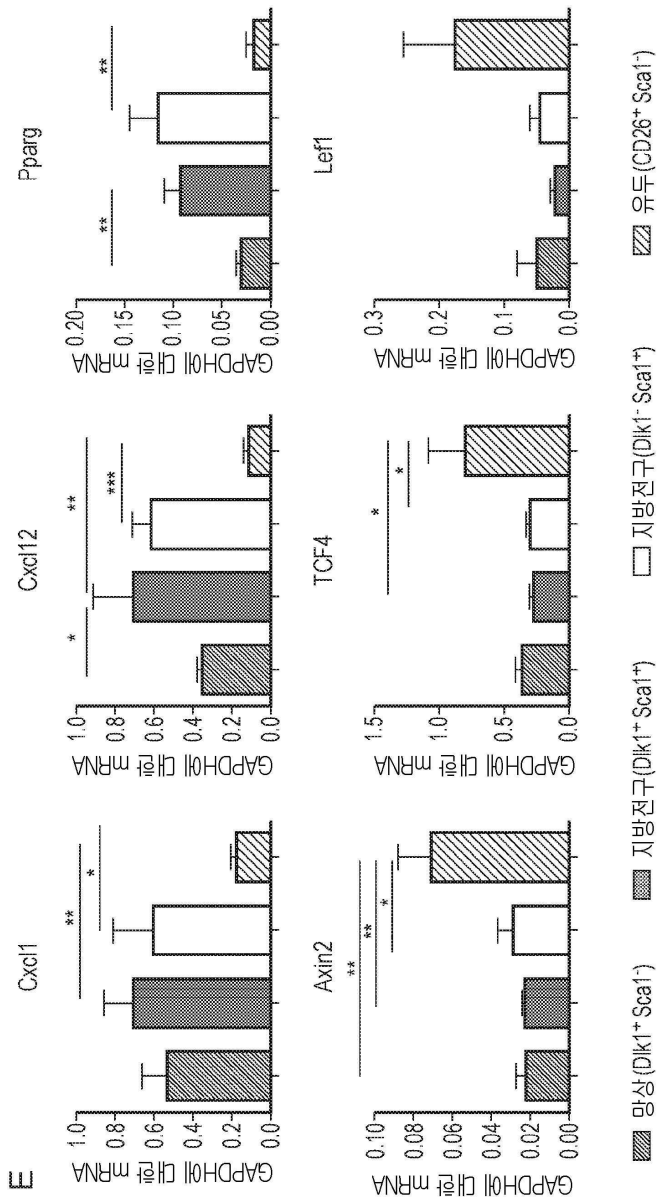 E
Cxcl1
**
*
GAPDH에 대한 mRNA
1.0
0.8
0.6
0.4
0.2
0.0
Cxcl12
*
**
***
GAPDH에 대한 mRNA
1.0
0.8
0.6
0.4
0.2
0.0
Pparg
**
**
GAPDH에 대한 mRNA
0.20
0.15
0.10
0.05
0.00
Axin2
**
**
*
GAPDH에 대한 mRNA
0.10
0.08
0.06
0.04
0.02
0.00
TCF4
*
*
GAPDH에 대한 mRNA
1.5
1.0
0.5
0.0
Lef1
GAPDH에 대한 mRNA
0.3
0.2
0.1
0.0
망상(Dlk1⁺ Sca1⁻)
지방전구(Dlk1⁺ Sca1⁺)
지방전구(Dlk1⁻ Sca1⁺)
유두(CD26⁺ Sca1⁻)